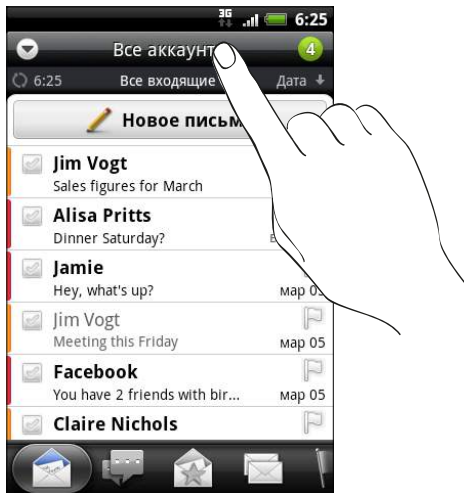 3G 6:25
Все аккаунт 4
6:25 Все входящие Дата
Новое письм
Jim Vogt
Sales figures for March
Alisa Pritts
Dinner Saturday?
Jamie
Hey, what's up? мар 05
Jim Vogt
Meeting this Friday мар 05
Facebook
You have 2 friends with bir... мар 05
Claire Nichols